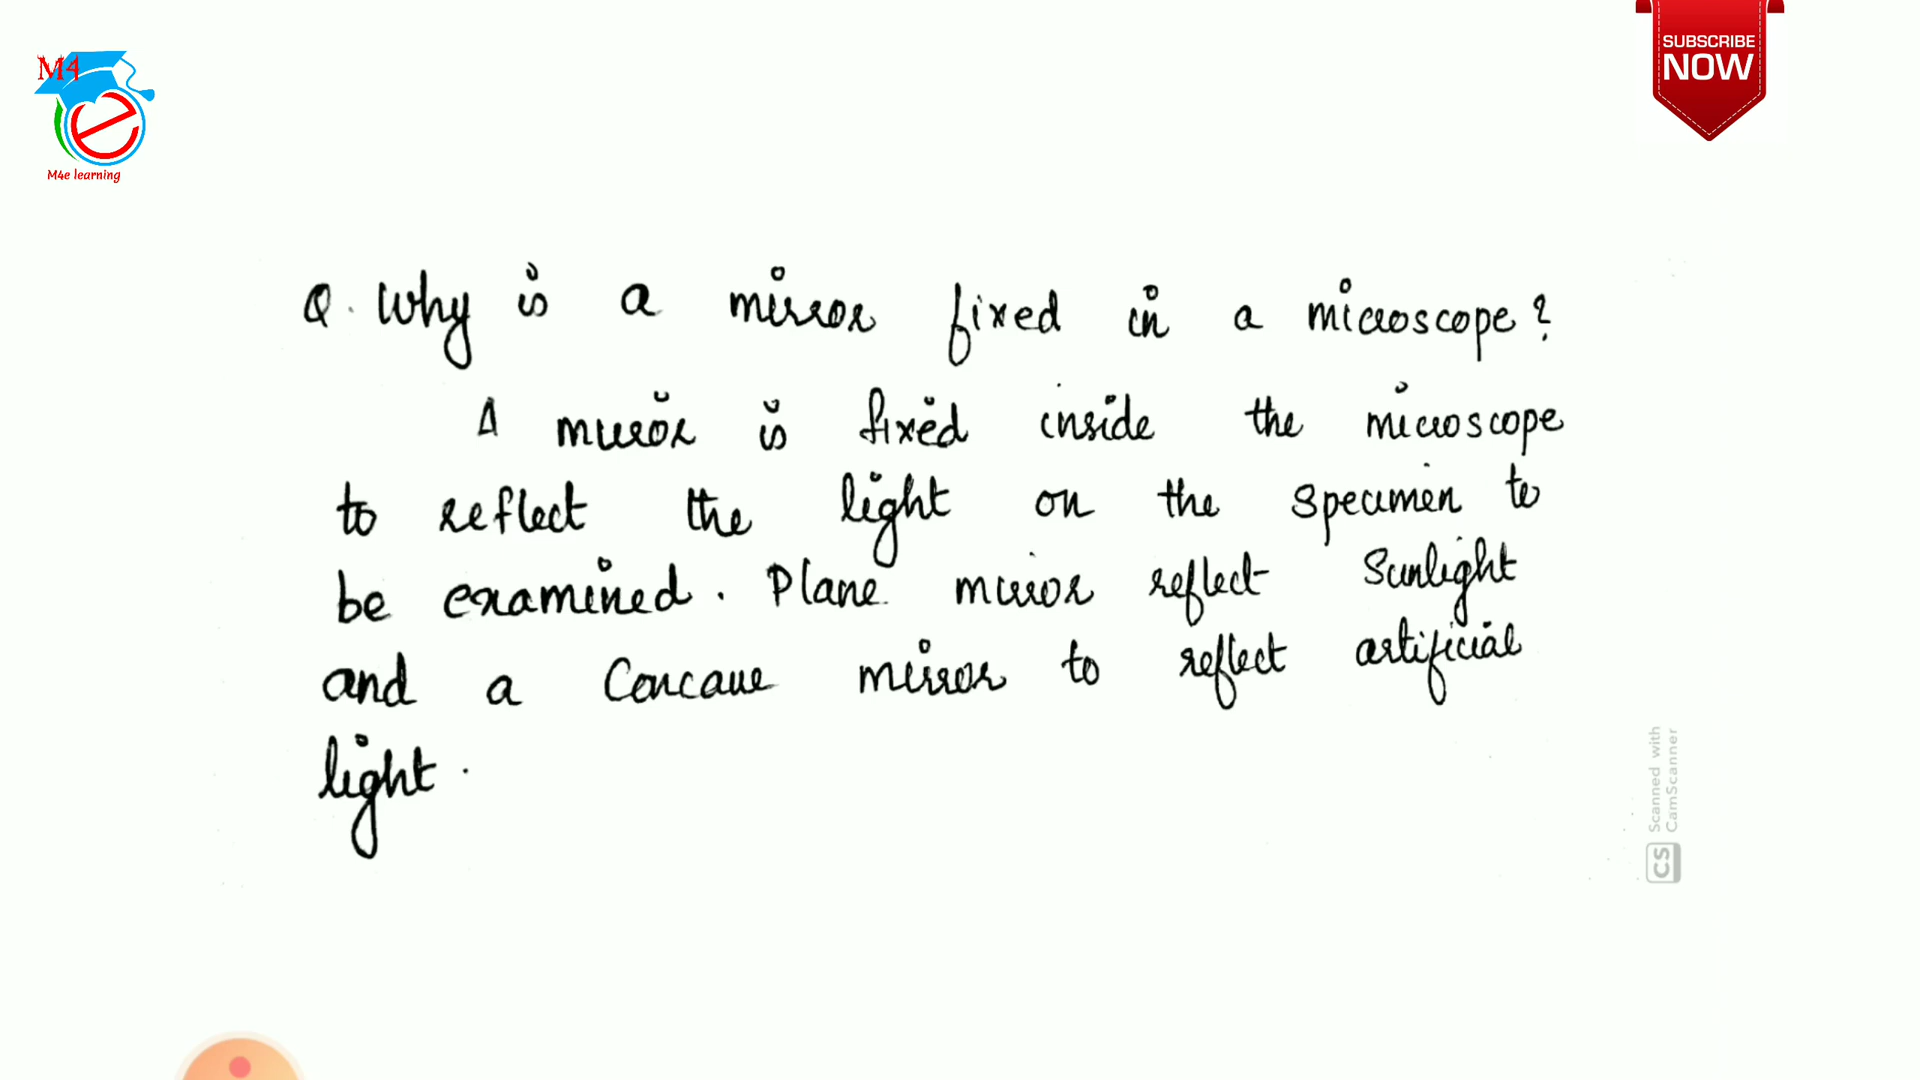 M4
M4e learning
SUBSCRIBE
NOW
Q. Why is a mirror fixed in a microscope?
A mirror is fixed inside the microscope
to reflect the light on the specimen to
be examined. Plane mirror reflect Sunlight
and a Concave mirror to reflect artificial
light.
Scanned with
CamScanner
CS